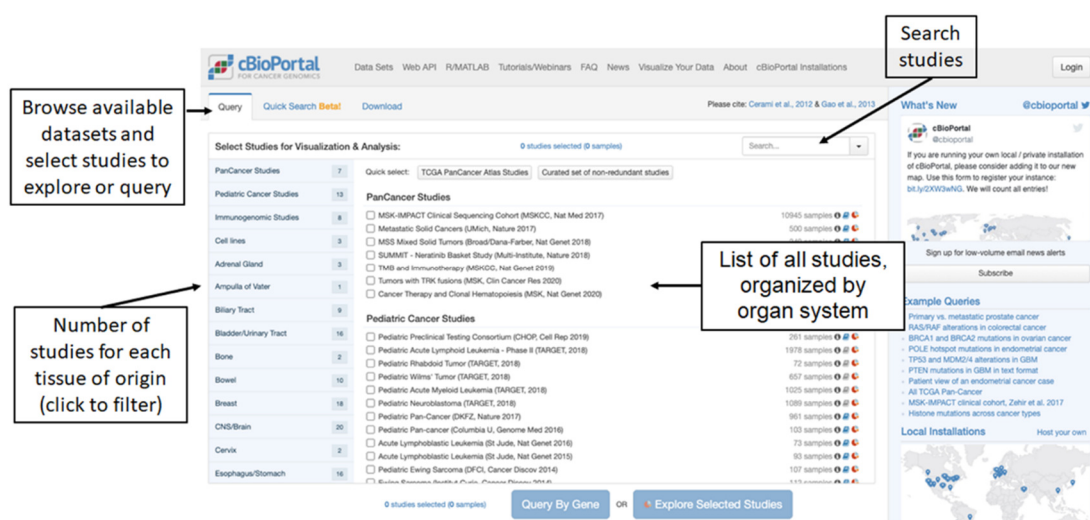 Search
studies
cBioPortal
FOR CANCER GENOMICS
Data Sets Web API R/MATLAB Tutorials/Webinars FAQ News Visualize Your Data About cBioPortal Installations
Login
Browse available
datasets and
select studies to
explore or query
Query Quick Search Beta! Download
Please cite: Cerami et al., 2012 & Gao et al., 2013
What's New @cbioportal
cBioPortal
@cbioportal
If you are running your own local / private installation
of cBioPortal, please consider adding it to our new
map. Use this form to register your instance:
bit.ly/2XW3wNG. We will count all entries!
Sign up for low-volume email news alerts
Subscribe
Select Studies for Visualization & Analysis:
0 studies selected (0 samples)
Search...
PanCancer Studies 7
Pediatric Cancer Studies 13
Immunogenomic Studies 8
Cell lines 3
Adrenal Gland 3
Ampulla of Vater 1
Biliary Tract 9
Bladder/Urinary Tract 16
Bone 2
Bowel 10
Breast 18
CNS/Brain 20
Cervix 2
Esophagus/Stomach 16
Number of
studies for each
tissue of origin
(click to filter)
Quick select: TCGA PanCancer Atlas Studies Curated set of non-redundant studies
PanCancer Studies
MSK-IMPACT Clinical Sequencing Cohort (MSKCC, Nat Med 2017) 10945 samples
Metastatic Solid Cancers (UMich, Nature 2017) 500 samples
MSS Mixed Solid Tumors (Broad/Dana-Farber, Nat Genet 2018)
SUMMIT - Neratinib Basket Study (Multi-Institute, Nature 2018)
TMB and Immunotherapy (MSKCC, Nat Genet 2019)
Tumors with TRK fusions (MSK, Clin Cancer Res 2020)
Cancer Therapy and Clonal Hematopoiesis (MSK, Nat Genet 2020)
List of all studies,
organized by
organ system
Pediatric Cancer Studies
Pediatric Preclinical Testing Consortium (CHOP, Cell Rep 2019) 261 samples
Pediatric Acute Lymphoid Leukemia - Phase II (TARGET, 2018) 1978 samples
Pediatric Rhabdoid Tumor (TARGET, 2018) 72 samples
Pediatric Wilms' Tumor (TARGET, 2018) 657 samples
Pediatric Acute Myeloid Leukemia (TARGET, 2018) 1025 samples
Pediatric Neuroblastoma (TARGET, 2018) 1089 samples
Pediatric Pan-Cancer (DKFZ, Nature 2017) 961 samples
Pediatric Pan-cancer (Columbia U, Genome Med 2016) 103 samples
Acute Lymphoblastic Leukemia (St Jude, Nat Genet 2016) 73 samples
Acute Lymphoblastic Leukemia (St Jude, Nat Genet 2015) 93 samples
Pediatric Ewing Sarcoma (DFCI, Cancer Discov 2014) 107 samples
Ewing Sarcoma (Institut Curie, Cancer Discov 2014) 112 samples
0 studies selected (0 samples)
Query By Gene OR Explore Selected Studies
Example Queries
Primary vs. metastatic prostate cancer
RAS/RAF alterations in colorectal cancer
BRCA1 and BRCA2 mutations in ovarian cancer
POLE hotspot mutations in endometrial cancer
TP53 and MDM2/4 alterations in GBM
PTEN mutations in GBM in text format
Patient view of an endometrial cancer case
All TCGA Pan-Cancer
MSK-IMPACT clinical cohort, Zehir et al. 2017
Histone mutations across cancer types
Local Installations Host your own